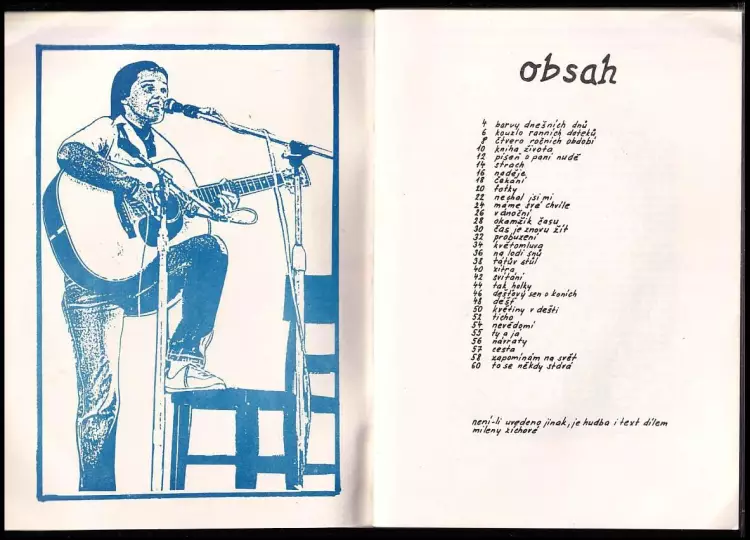 obsah
4 barvy dnešních dnů
6 kouzlo ranních doteků
8 čtvero ročních období
10 kniha života
12 píseň o paní nudě
14 strach
16 naděje
18 čekání
20 fotky
22 nechal jsi mi
24 máme svá chvíle
26 vánoční
28 okamžik času
30 čas je znovu žít
32 probuzení
34 květomluva
36 na lodi snů
38 tátův stůl
40 zítra
42 svítání
44 tak holky
46 dešťový sen o koních
48 déšť
50 květiny v dešti
52 ticho
54 nevědomí
55 ty a já
56 návraty
57 cesta
58 zapomínám na svět
60 to se někdy stává
není-li uvedeno jinak, je hudba i text dílem
mileny zíchové